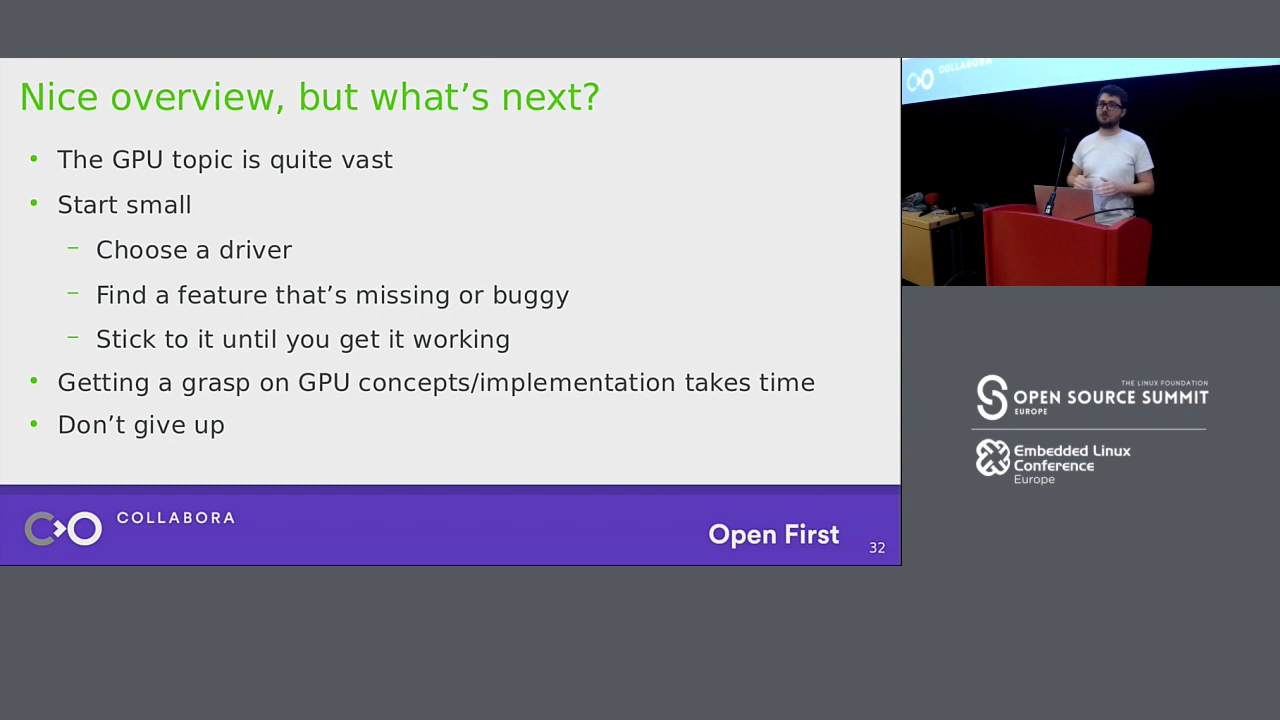 Nice overview, but what's next?
• The GPU topic is quite vast
• Start small
– Choose a driver
– Find a feature that's missing or buggy
– Stick to it until you get it working
• Getting a grasp on GPU concepts/implementation takes time
• Don't give up
COLLABORA
Open First
32
COLLABORA
THE LINUX FOUNDATION
OPEN SOURCE SUMMIT
EUROPE
Embedded Linux
Conference
Europe